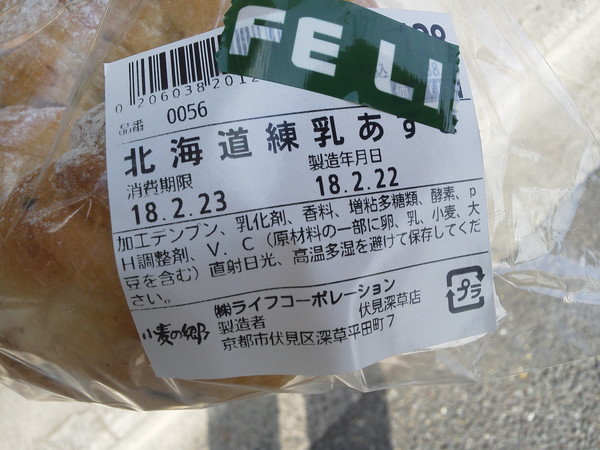 FELI
0 206038 2012
品番 0056
北海道練乳あず
消費期限 製造年月日
18.2.23 18.2.22
加工デンプン、乳化剤、香料、増粘多糖類、酵素、p
H調整剤、V.C(原材料の一部に卵、乳、小麦、大
豆を含む)直射日光、高温多湿を避けて保存してくだ
さい。
㈱ライフコーポレーション
伏見深草店
小麦の郷 製造者
京都市伏見区深草平田町7
プラ